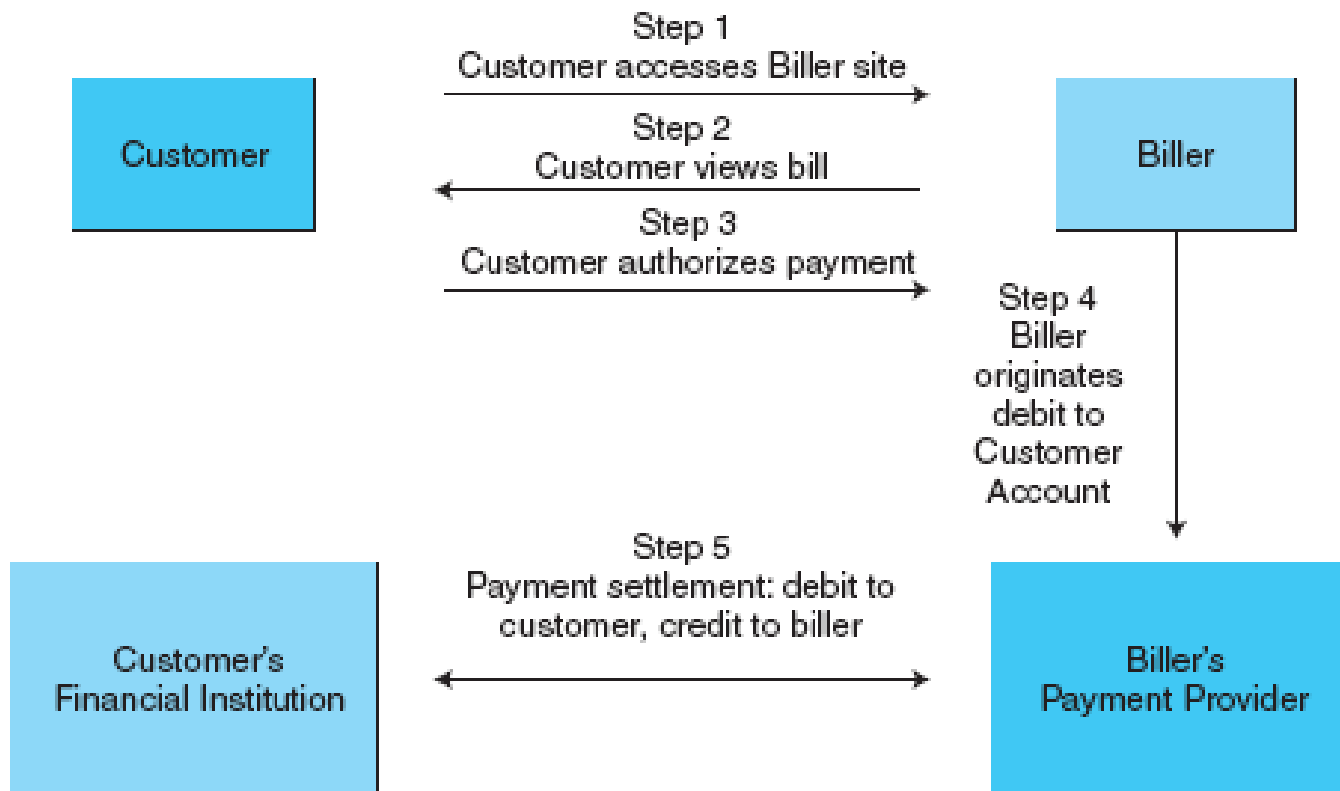 Step 1
Customer accesses Biller site
Customer
Step 2
Customer views bill
Biller
Step 3
Customer authorizes payment
Step 4
Biller
originates
debit to
Customer
Account
Step 5
Payment settlement: debit to
customer, credit to biller
Customer's
Financial Institution
Biller's
Payment Provider